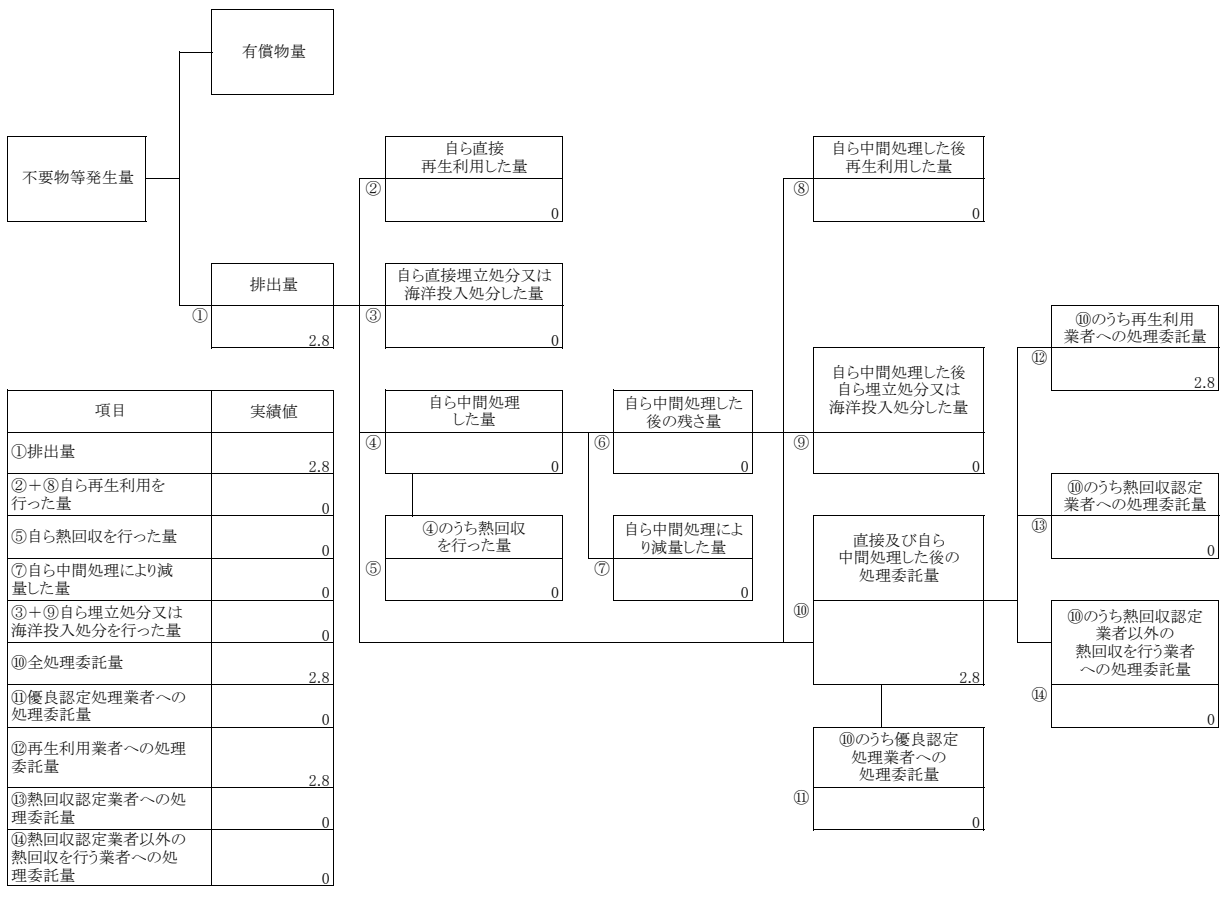 有償物量
不要物等発生量
自ら直接
再生利用した量
②
0
自ら中間処理した後
再生利用した量
⑧
0
排出量
①
2.8
自ら直接埋立処分又は
海洋投入処分した量
③
0
自ら中間処理した後
自ら埋立処分又は
海洋投入処分した量
⑨
0
⑩のうち再生利用
業者への処理委託量
⑫
2.8
自ら中間処理
した量
④
0
自ら中間処理した
後の残さ量
⑥
0
④のうち熱回収
を行った量
⑤
0
自ら中間処理によ
り減量した量
⑦
0
直接及び自ら
中間処理した後の
処理委託量
⑩
2.8
⑩のうち熱回収認定
業者への処理委託量
⑬
0
⑩のうち熱回収認定
業者以外の
熱回収を行う業者
への処理委託量
⑭
0
⑩のうち優良認定
処理業者への
処理委託量
⑪
0
項目 実績値
①排出量
2.8
②＋⑧自ら再生利用を
行った量
0
⑤自ら熱回収を行った量
0
⑦自ら中間処理により減
量した量
0
③＋⑨自ら埋立処分又は
海洋投入処分を行った量
0
⑩全処理委託量
2.8
⑪優良認定処理業者への
処理委託量
0
⑫再生利用業者への処理
委託量
2.8
⑬熱回収認定業者への処
理委託量
0
⑭熱回収認定業者以外の
熱回収を行う業者への処
理委託量
0